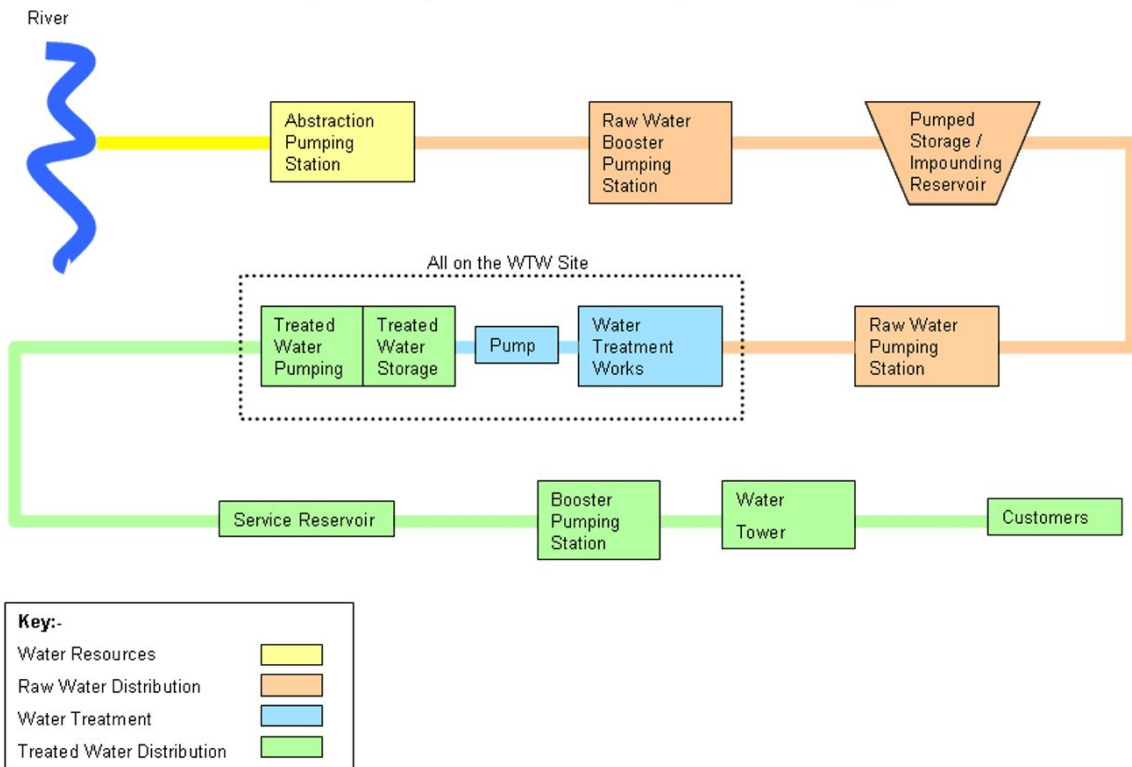 River
Abstraction
Pumping
Station
Raw Water
Booster
Pumping
Station
Pumped
Storage /
Impounding
Reservoir
All on the WTW Site
Treated
Water
Pumping
Treated
Water
Storage
Pump
Water
Treatment
Works
Raw Water
Pumping
Station
Service Reservoir
Booster
Pumping
Station
Water
Tower
Customers
Key:-
Water Resources
Raw Water Distribution
Water Treatment
Treated Water Distribution